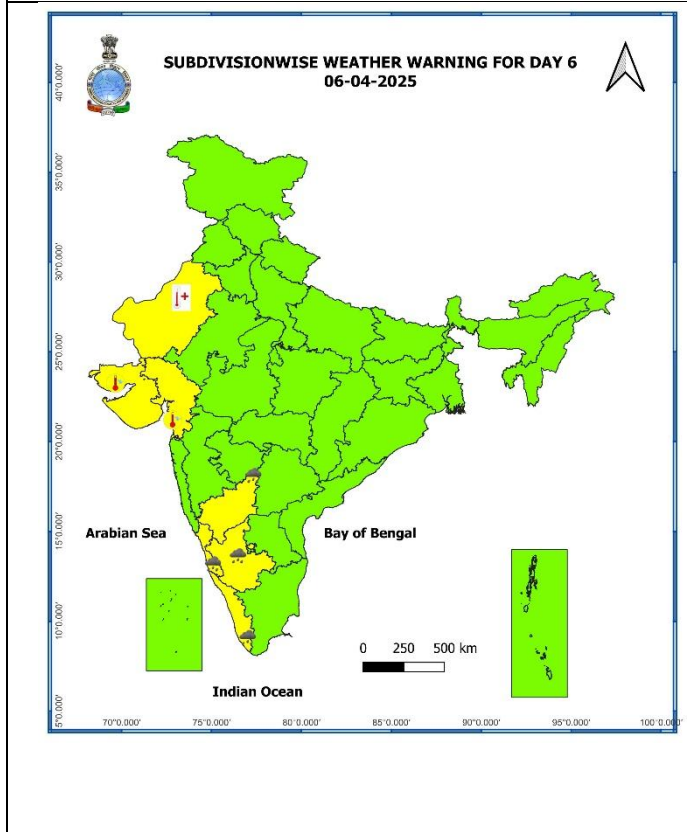 SUBDIVISIONWISE WEATHER WARNING FOR DAY 6
06-04-2025
40°0.000'
35°0.000'
30°0.000'
25°0.000'
20°0.000'
15°0.000'
10°0.000'
5°0.000'
Arabian Sea
Bay of Bengal
0 250 500 km
Indian Ocean
70°0.000' 75°0.000' 80°0.000' 85°0.000' 90°0.000' 95°0.000' 100°0.000'